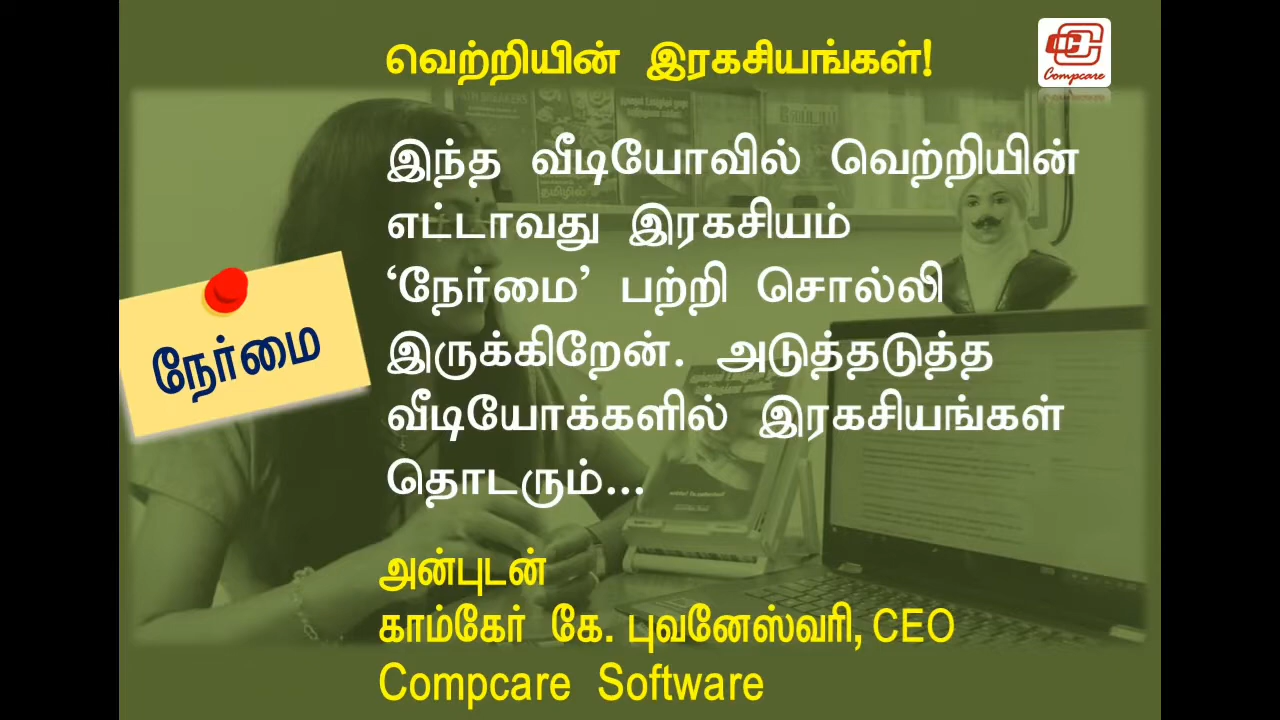 வெற்றியின் இரகசியங்கள்!
Compcare
இந்த வீடியோவில் வெற்றியின்
எட்டாவது இரகசியம்
‘நேர்மை’ பற்றி சொல்லி
இருக்கிறேன். அடுத்தடுத்த
வீடியோக்களில் இரகசியங்கள்
தொடரும்...
நேர்மை
அன்புடன்
காம்கேர் கே. புவனேஸ்வரி, CEO
Compcare Software